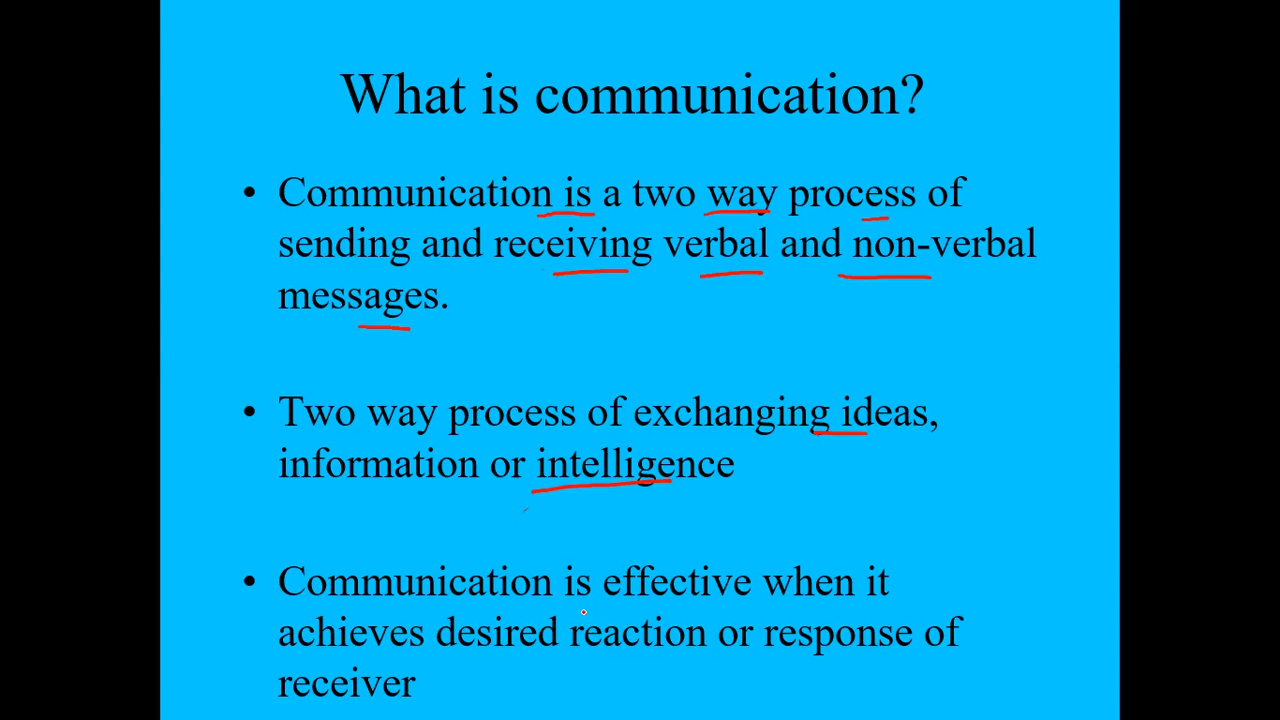 What is communication?
• Communication is a two way process of
sending and receiving verbal and non-verbal
messages.
• Two way process of exchanging ideas,
information or intelligence
• Communication is effective when it
achieves desired reaction or response of
receiver